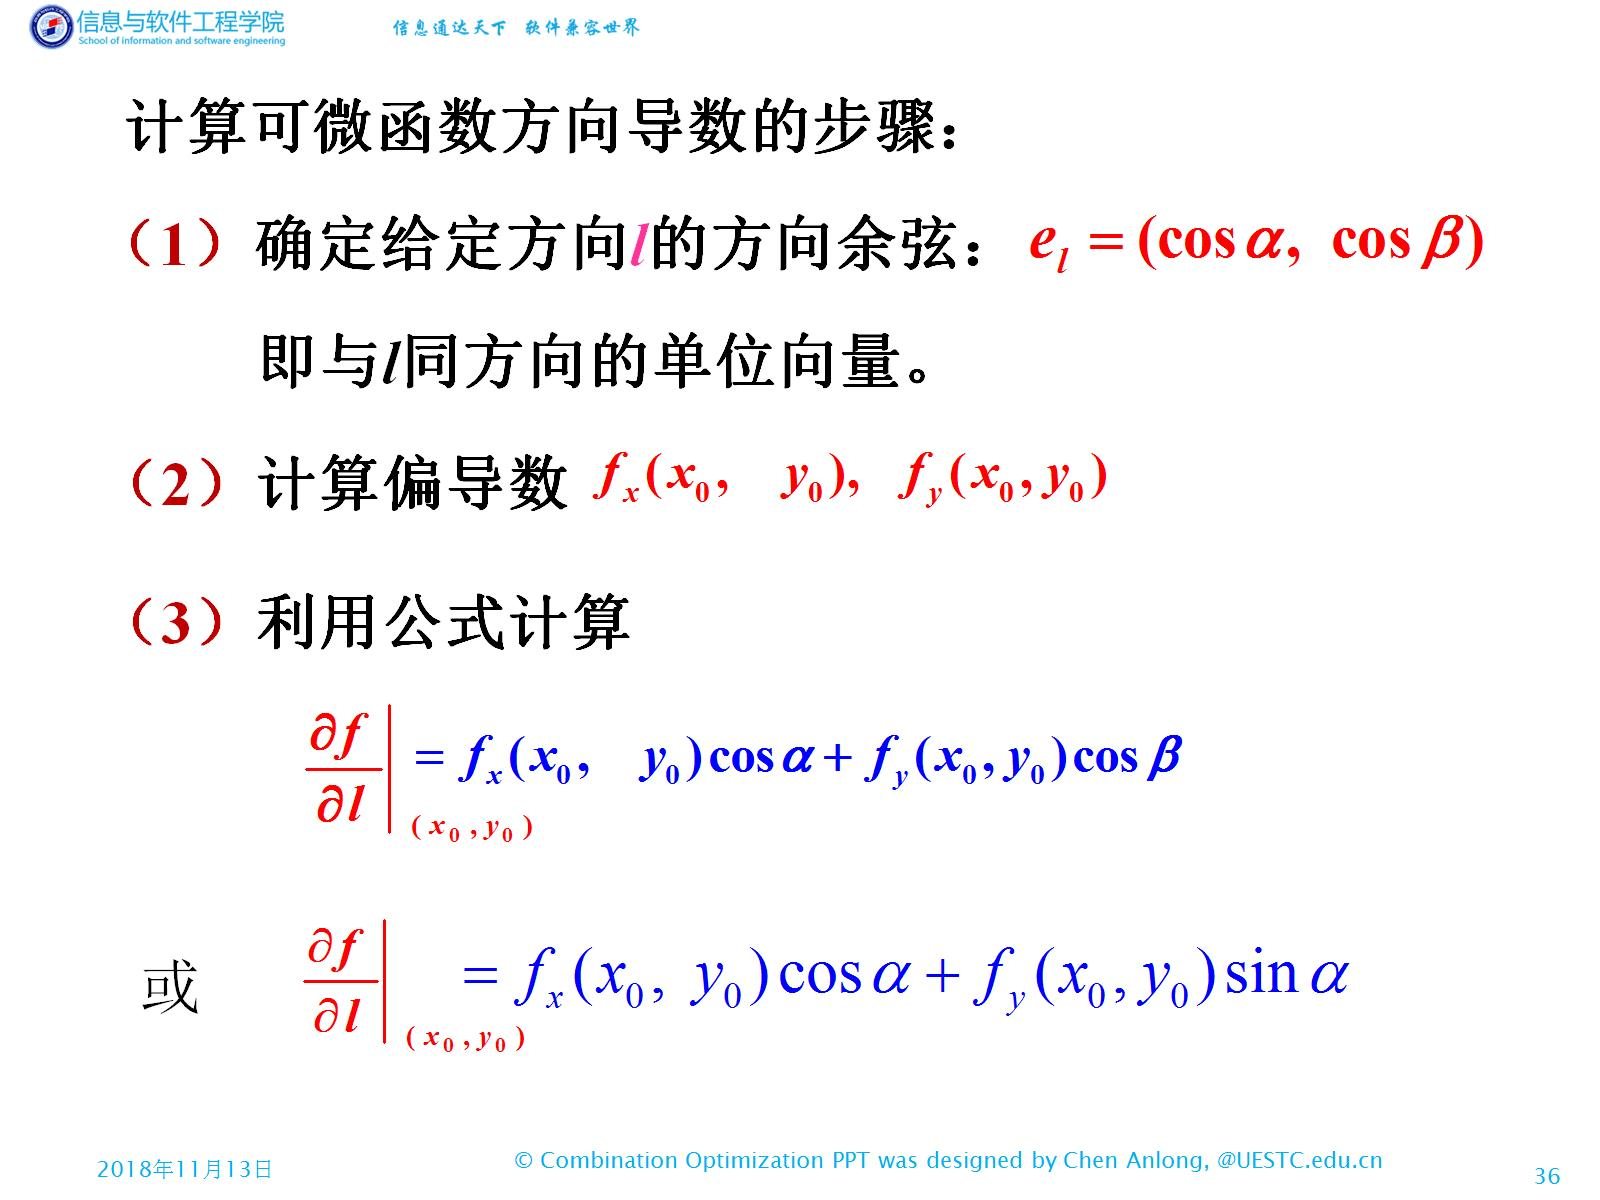 信息与软件工程学院
School of information and software engineering
信息通达天下 软件兼容世界
计算可微函数方向导数的步骤：
（1）确定给定方向l的方向余弦： e_l = (cos α, cos β)
即与l同方向的单位向量。
（2）计算偏导数 f_x(x_0, y_0), f_y(x_0, y_0)
（3）利用公式计算
∂f/∂l |_(x_0, y_0) = f_x(x_0, y_0)cos α + f_y(x_0, y_0)cos β
或 ∂f/∂l |_(x_0, y_0) = f_x(x_0, y_0)cos α + f_y(x_0, y_0)sin α
2018年11月13日
© Combination Optimization PPT was designed by Chen Anlong, @UESTC.edu.cn
36